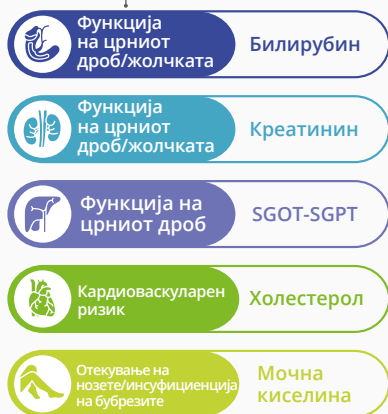 Функција
на црниот
дроб/жолчката
Билирубин
Функција
на црниот
дроб/жолчката
Креатинин
Функција на
црниот дроб
SGOT-SGPT
Кардиоваскуларен
ризик
Холестерол
Отекување на
нозете/инсуфициенција
на бубрезите
Мочна
киселина